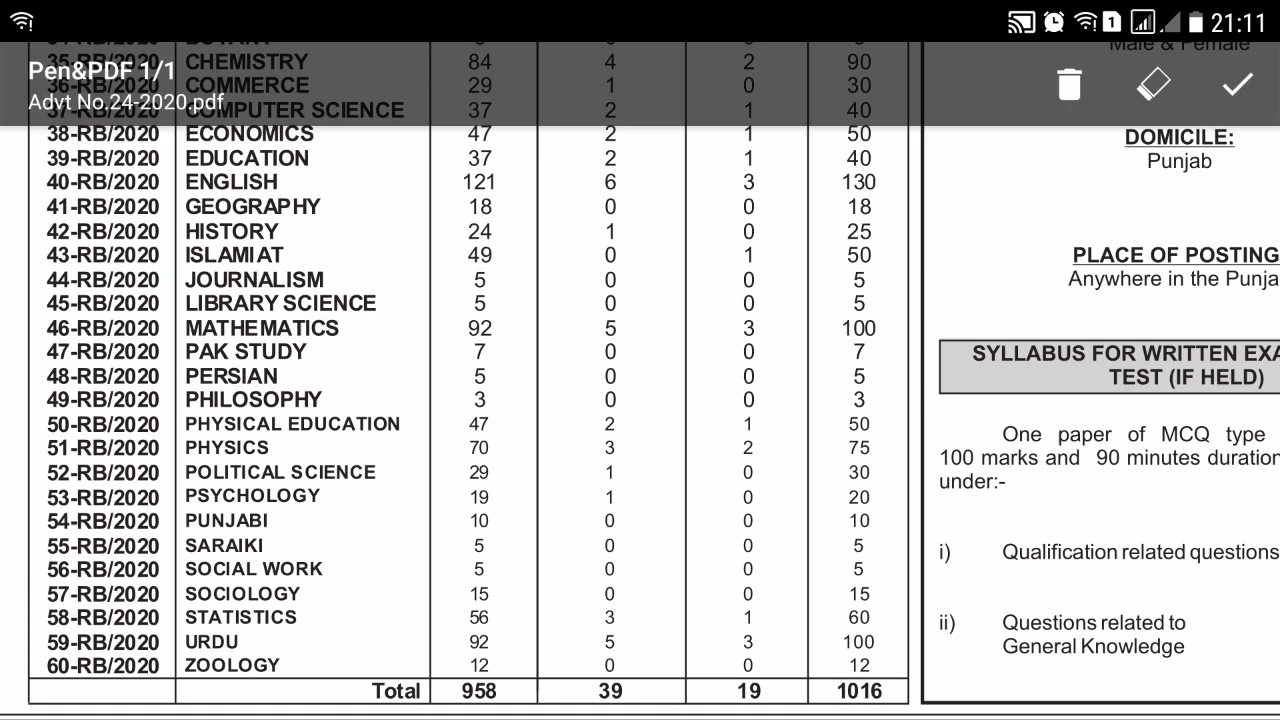 21:11
Pen&PDF 1/1
Advt No.24-2020.pdf
Male & Female
35-RB/2020 CHEMISTRY 84 4 2 90
36-RB/2020 COMMERCE 29 1 0 30
37-RB/2020 COMPUTER SCIENCE 37 2 1 40
38-RB/2020 ECONOMICS 47 2 1 50
39-RB/2020 EDUCATION 37 2 1 40
40-RB/2020 ENGLISH 121 6 3 130
41-RB/2020 GEOGRAPHY 18 0 0 18
42-RB/2020 HISTORY 24 1 0 25
43-RB/2020 ISLAMIAT 49 0 1 50
44-RB/2020 JOURNALISM 5 0 0 5
45-RB/2020 LIBRARY SCIENCE 5 0 0 5
46-RB/2020 MATHEMATICS 92 5 3 100
47-RB/2020 PAK STUDY 7 0 0 7
48-RB/2020 PERSIAN 5 0 0 5
49-RB/2020 PHILOSOPHY 3 0 0 3
50-RB/2020 PHYSICAL EDUCATION 47 2 1 50
51-RB/2020 PHYSICS 70 3 2 75
52-RB/2020 POLITICAL SCIENCE 29 1 0 30
53-RB/2020 PSYCHOLOGY 19 1 0 20
54-RB/2020 PUNJABI 10 0 0 10
55-RB/2020 SARAIKI 5 0 0 5
56-RB/2020 SOCIAL WORK 5 0 0 5
57-RB/2020 SOCIOLOGY 15 0 0 15
58-RB/2020 STATISTICS 56 3 1 60
59-RB/2020 URDU 92 5 3 100
60-RB/2020 ZOOLOGY 12 0 0 12
Total 958 39 19 1016
DOMICILE:
Punjab
PLACE OF POSTING
Anywhere in the Punja
SYLLABUS FOR WRITTEN EXA
TEST (IF HELD)
One paper of MCQ type
100 marks and 90 minutes duration
under:-
i) Qualification related questions
ii) Questions related to
General Knowledge